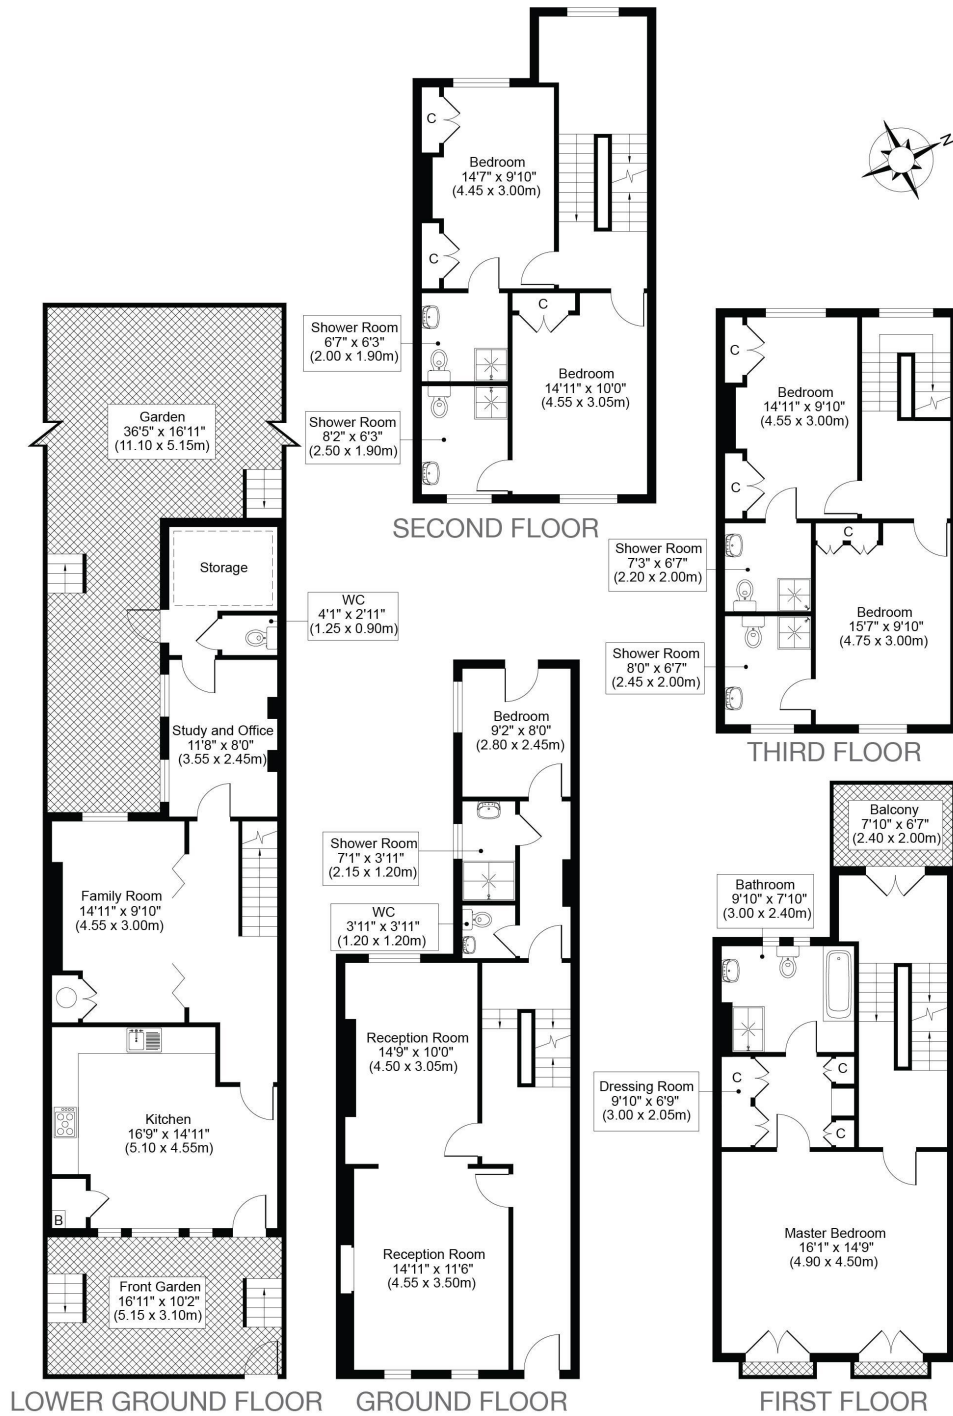 N
C
Bedroom
14'7" x 9'10"
(4.45 x 3.00m)
C
C
Shower Room
6'7" x 6'3"
(2.00 x 1.90m)
Bedroom
14'11" x 10'0"
(4.55 x 3.05m)
Shower Room
8'2" x 6'3"
(2.50 x 1.90m)
SECOND FLOOR
C
Bedroom
14'11" x 9'10"
(4.55 x 3.00m)
C
C
Shower Room
7'3" x 6'7"
(2.20 x 2.00m)
Bedroom
15'7" x 9'10"
(4.75 x 3.00m)
Shower Room
8'0" x 6'7"
(2.45 x 2.00m)
THIRD FLOOR
Garden
36'5" x 16'11"
(11.10 x 5.15m)
Storage
WC
4'1" x 2'11"
(1.25 x 0.90m)
Study and Office
11'8" x 8'0"
(3.55 x 2.45m)
Family Room
14'11" x 9'10"
(4.55 x 3.00m)
Kitchen
16'9" x 14'11"
(5.10 x 4.55m)
B
Front Garden
16'11" x 10'2"
(5.15 x 3.10m)
LOWER GROUND FLOOR
Bedroom
9'2" x 8'0"
(2.80 x 2.45m)
Shower Room
7'1" x 3'11"
(2.15 x 1.20m)
WC
3'11" x 3'11"
(1.20 x 1.20m)
Reception Room
14'9" x 10'0"
(4.50 x 3.05m)
Reception Room
14'11" x 11'6"
(4.55 x 3.50m)
GROUND FLOOR
Balcony
7'10" x 6'7"
(2.40 x 2.00m)
Bathroom
9'10" x 7'10"
(3.00 x 2.40m)
Dressing Room
9'10" x 6'9"
(3.00 x 2.05m)
C
C
C
Master Bedroom
16'1" x 14'9"
(4.90 x 4.50m)
FIRST FLOOR